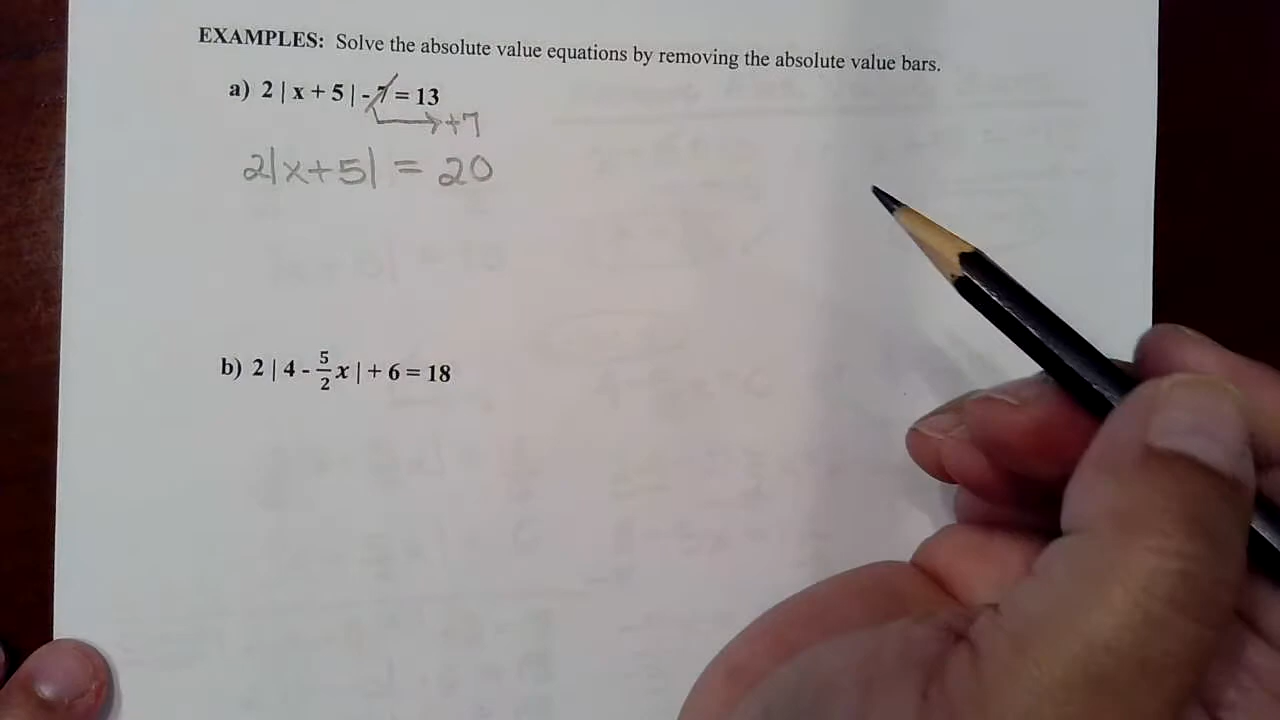 EXAMPLES: Solve the absolute value equations by removing the absolute value bars.
a) 2 | x + 5 | - 7 = 13
+7
2|x+5| = 20
b) 2 | 4 - 5/2 x | + 6 = 18